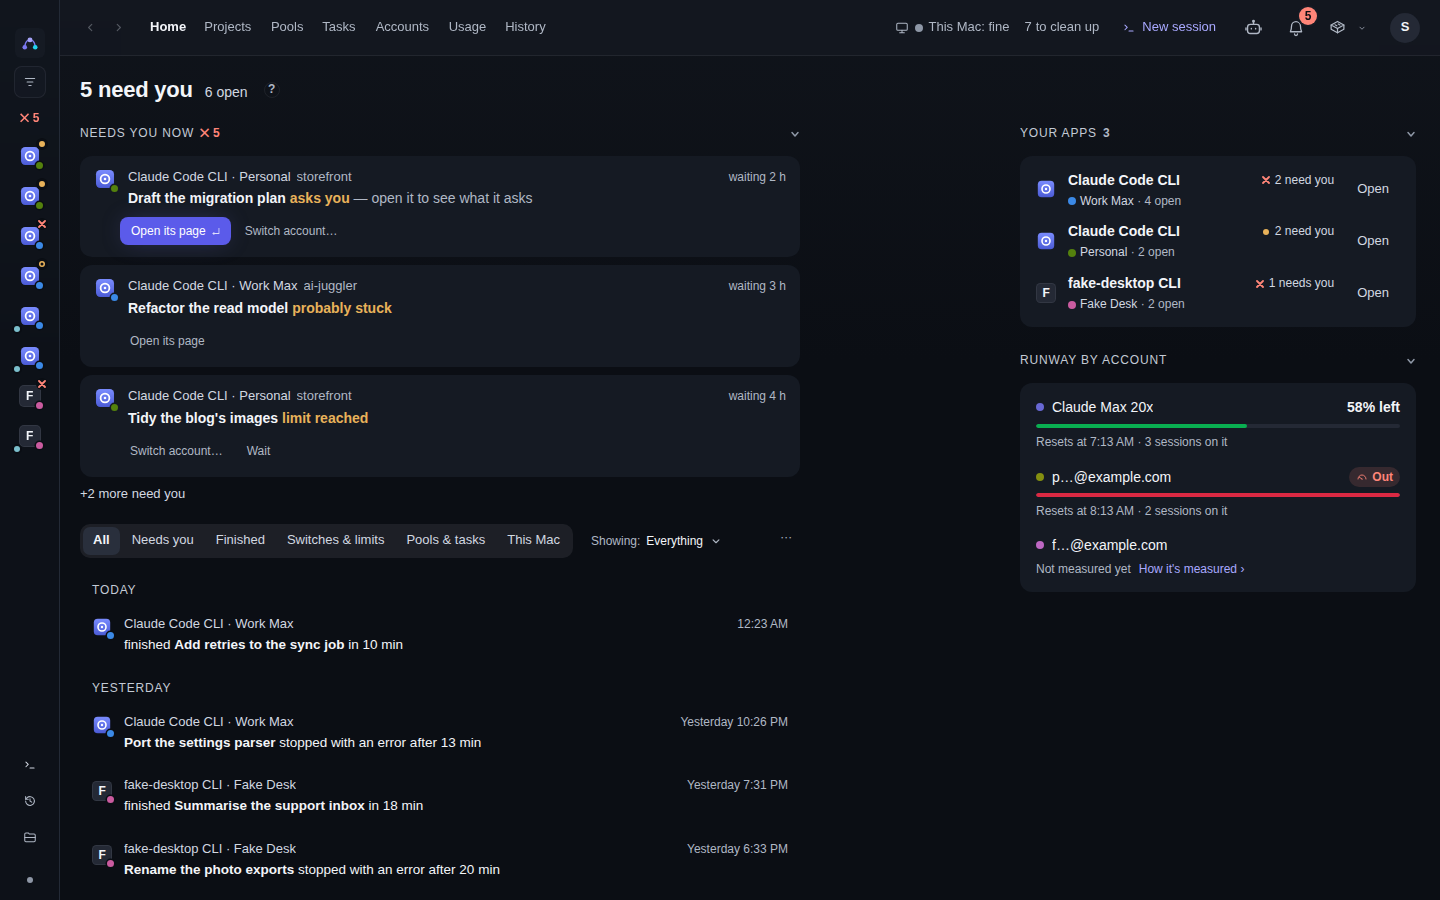 Home Projects Pools Tasks Accounts Usage History
This Mac: fine 7 to clean up New session 5 S
5
F
F
5 need you 6 open ?
NEEDS YOU NOW 5
Claude Code CLI · Personal storefront waiting 2 h
Draft the migration plan asks you — open it to see what it asks
Open its page Switch account…
Claude Code CLI · Work Max ai-juggler waiting 3 h
Refactor the read model probably stuck
Open its page
Claude Code CLI · Personal storefront waiting 4 h
Tidy the blog's images limit reached
Switch account… Wait
+2 more need you
All Needs you Finished Switches & limits Pools & tasks This Mac Showing: Everything ...
TODAY
Claude Code CLI · Work Max 12:23 AM
finished Add retries to the sync job in 10 min
YESTERDAY
Claude Code CLI · Work Max Yesterday 10:26 PM
Port the settings parser stopped with an error after 13 min
F fake-desktop CLI · Fake Desk Yesterday 7:31 PM
finished Summarise the support inbox in 18 min
F fake-desktop CLI · Fake Desk Yesterday 6:33 PM
Rename the photo exports stopped with an error after 20 min
YOUR APPS 3
Claude Code CLI 2 need you Open
Work Max · 4 open
Claude Code CLI 2 need you Open
Personal · 2 open
F fake-desktop CLI 1 needs you Open
Fake Desk · 2 open
RUNWAY BY ACCOUNT
Claude Max 20x 58% left
Resets at 7:13 AM · 3 sessions on it
p…@example.com Out
Resets at 8:13 AM · 2 sessions on it
f…@example.com
Not measured yet How it's measured ›